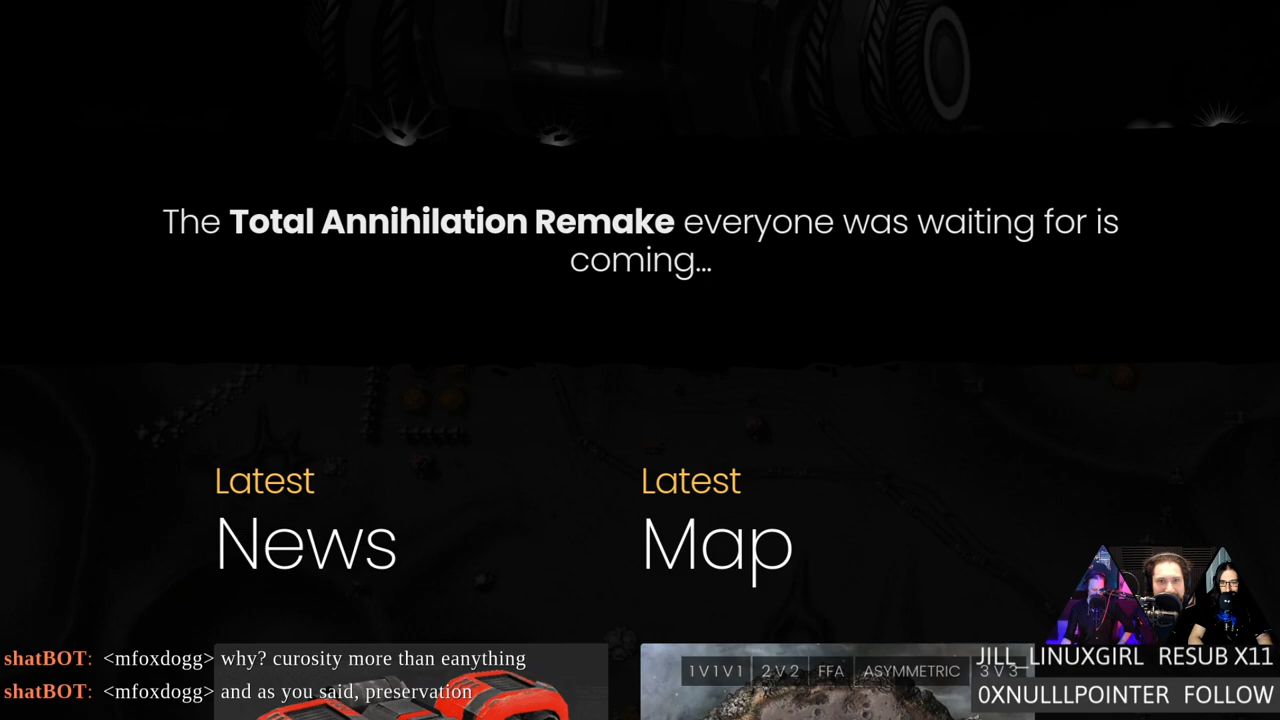 The Total Annihilation Remake everyone was waiting for is
coming...
Latest
News
Latest
Map
1V1V1 2V2 FFA ASYMMETRIC 3V3
shatBOT: <mfoxdogg> why? curosity more than eanything
shatBOT: <mfoxdogg> and as you said, preservation
JILL_LINUXGIRL RESUB X11
0XNULLLPOINTER FOLLOW